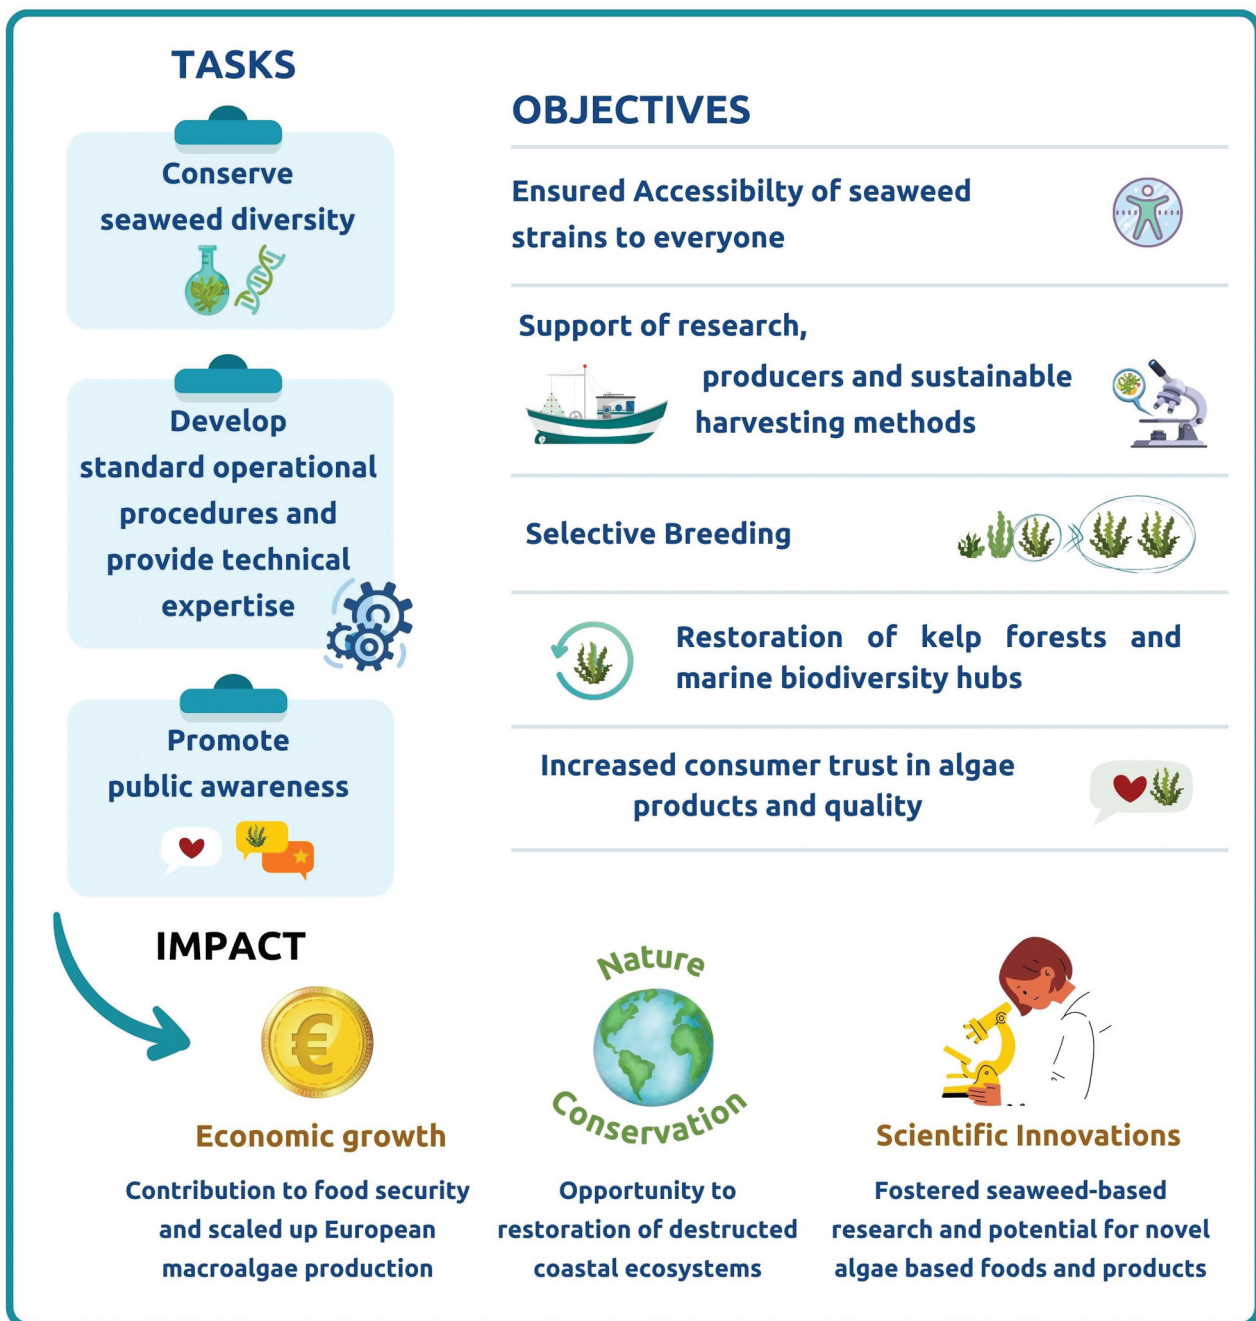 TASKS
Conserve
seaweed diversity
Develop
standard operational
procedures and
provide technical
expertise
Promote
public awareness
OBJECTIVES
Ensured Accessibilty of seaweed
strains to everyone
Support of research,
producers and sustainable
harvesting methods
Selective Breeding
Restoration of kelp forests and
marine biodiversity hubs
Increased consumer trust in algae
products and quality
IMPACT
€
Economic growth
Contribution to food security
and scaled up European
macroalgae production
Nature
Conservation
Opportunity to
restoration of destructed
coastal ecosystems
Scientific Innovations
Fostered seaweed-based
research and potential for novel
algae based foods and products